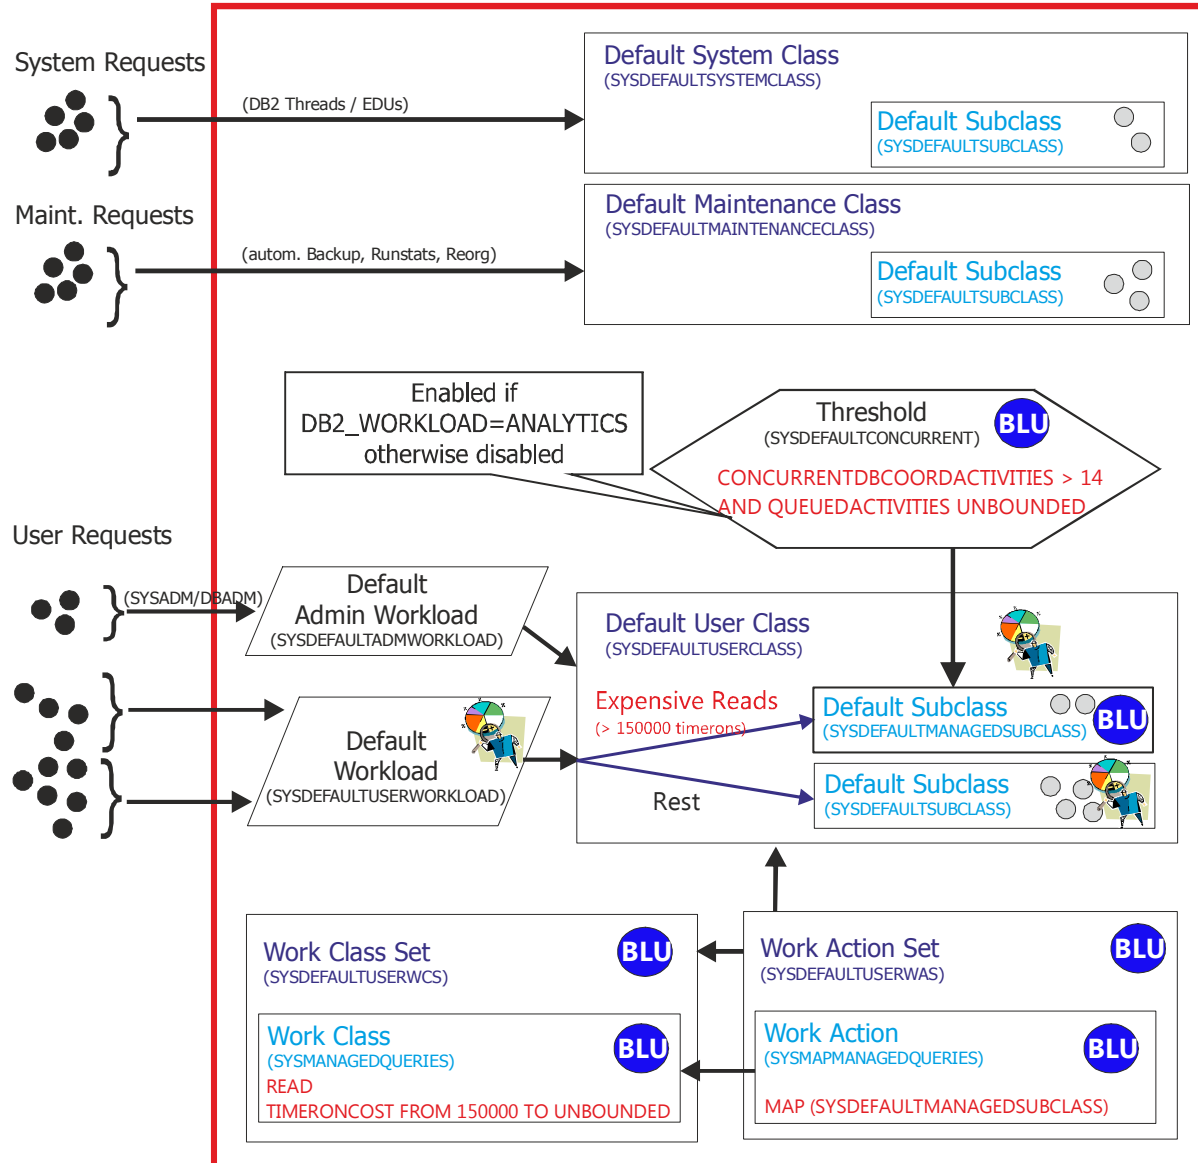 System Requests
(DB2 Threads / EDUs)
Default System Class
(SYSDEFAULTSYSTEMCLASS)
Default Subclass
(SYSDEFAULTSUBCLASS)
Maint. Requests
(autom. Backup, Runstats, Reorg)
Default Maintenance Class
(SYSDEFAULTMAINTENANCECLASS)
Default Subclass
(SYSDEFAULTSUBCLASS)
Enabled if
DB2_WORKLOAD=ANALYTICS
otherwise disabled
Threshold
(SYSDEFAULTCONCURRENT)
BLU
CONCURRENTDBCOORDACTIVITIES > 14
AND QUEUEDACTIVITIES UNBOUNDED
User Requests
(SYSADM/DBADM)
Default
Admin Workload
(SYSDEFAULTADMWORKLOAD)
Default
Workload
(SYSDEFAULTUSERWORKLOAD)
Default User Class
(SYSDEFAULTUSERCLASS)
Expensive Reads
(> 150000 timerons)
Rest
Default Subclass
(SYSDEFAULTMANAGEDSUBCLASS)
BLU
Default Subclass
(SYSDEFAULTSUBCLASS)
Work Class Set
(SYSDEFAULTUSERWCS)
BLU
Work Class
(SYSMANAGEDQUERIES)
BLU
READ
TIMERONCOST FROM 150000 TO UNBOUNDED
Work Action Set
(SYSDEFAULTUSERWAS)
BLU
Work Action
(SYSMAPMANAGEDQUERIES)
BLU
MAP (SYSDEFAULTMANAGEDSUBCLASS)